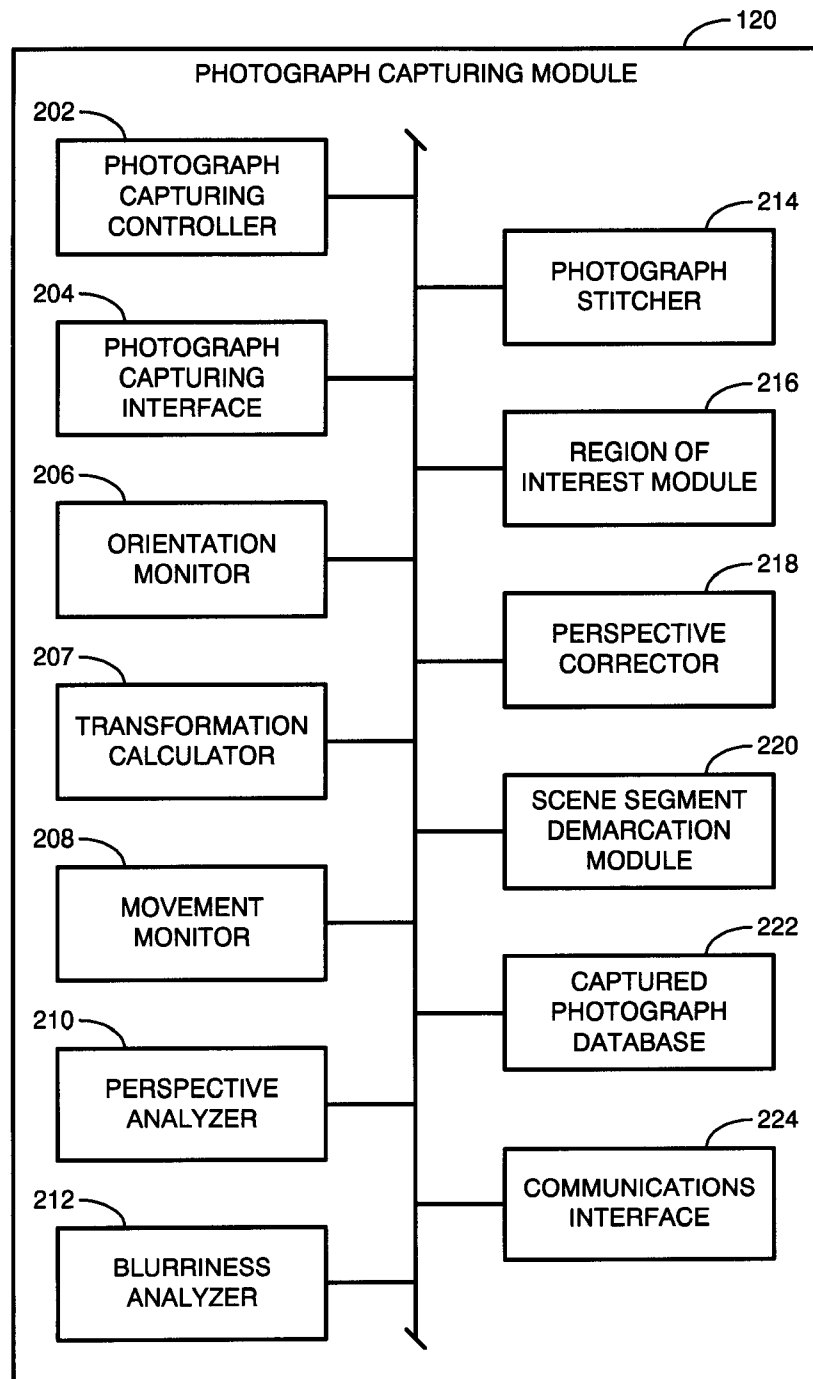 120
PHOTOGRAPH CAPTURING MODULE
202
PHOTOGRAPH
CAPTURING
CONTROLLER
204
PHOTOGRAPH
CAPTURING
INTERFACE
206
ORIENTATION
MONITOR
207
TRANSFORMATION
CALCULATOR
208
MOVEMENT
MONITOR
210
PERSPECTIVE
ANALYZER
212
BLURRINESS
ANALYZER
214
PHOTOGRAPH
STITCHER
216
REGION OF
INTEREST MODULE
218
PERSPECTIVE
CORRECTOR
220
SCENE SEGMENT
DEMARCATION
MODULE
222
CAPTURED
PHOTOGRAPH
DATABASE
224
COMMUNICATIONS
INTERFACE